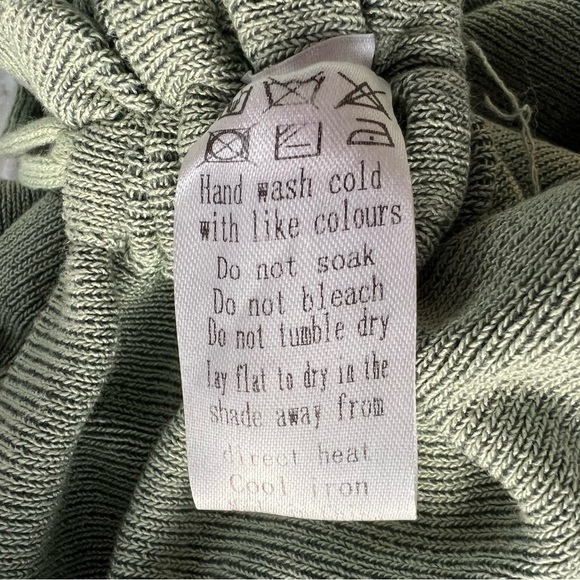 Hand wash cold
with like colours
Do not soak
Do not bleach
Do not tumble dry
Lay flat to dry in the
shade away from
direct heat
Cool iron